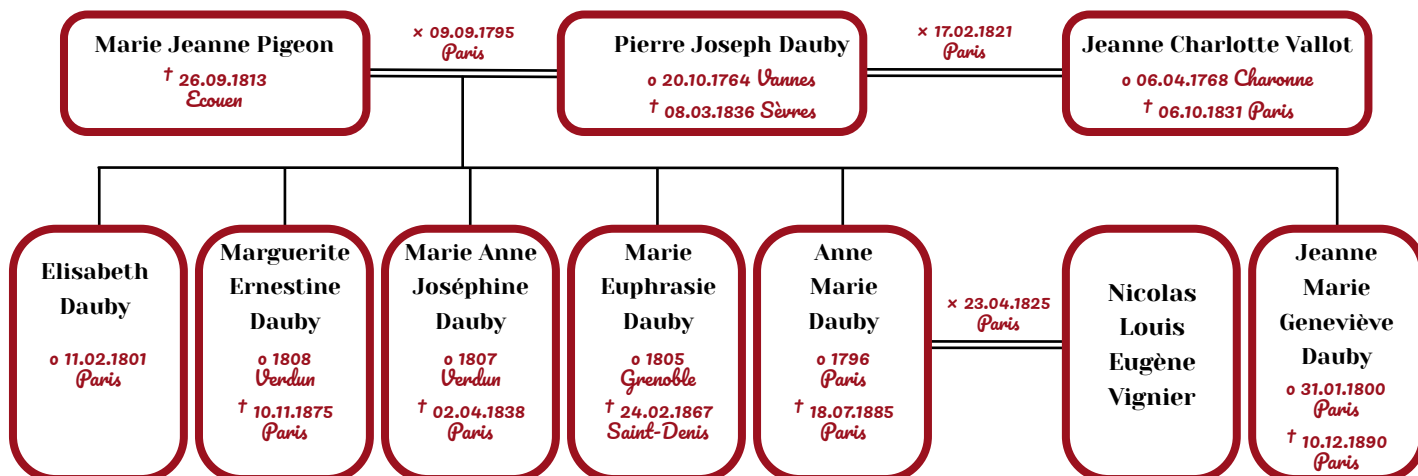 Marie Jeanne Pigeon
† 26.09.1813
Ecouen
× 09.09.1795
Paris
Pierre Joseph Dauby
o 20.10.1764 Vannes
† 08.03.1836 Sèvres
× 17.02.1821
Paris
Jeanne Charlotte Vallot
o 06.04.1768 Charonne
† 06.10.1831 Paris
Elisabeth
Dauby
o 11.02.1801
Paris
Marguerite
Ernestine
Dauby
o 1808
Verdun
† 10.11.1875
Paris
Marie Anne
Joséphine
Dauby
o 1807
Verdun
† 02.04.1838
Paris
Marie
Euphrasie
Dauby
o 1805
Grenoble
† 24.02.1867
Saint-Denis
Anne
Marie
Dauby
o 1796
Paris
† 18.07.1885
Paris
× 23.04.1825
Paris
Nicolas
Louis
Eugène
Vignier
Jeanne
Marie
Geneviève
Dauby
o 31.01.1800
Paris
† 10.12.1890
Paris